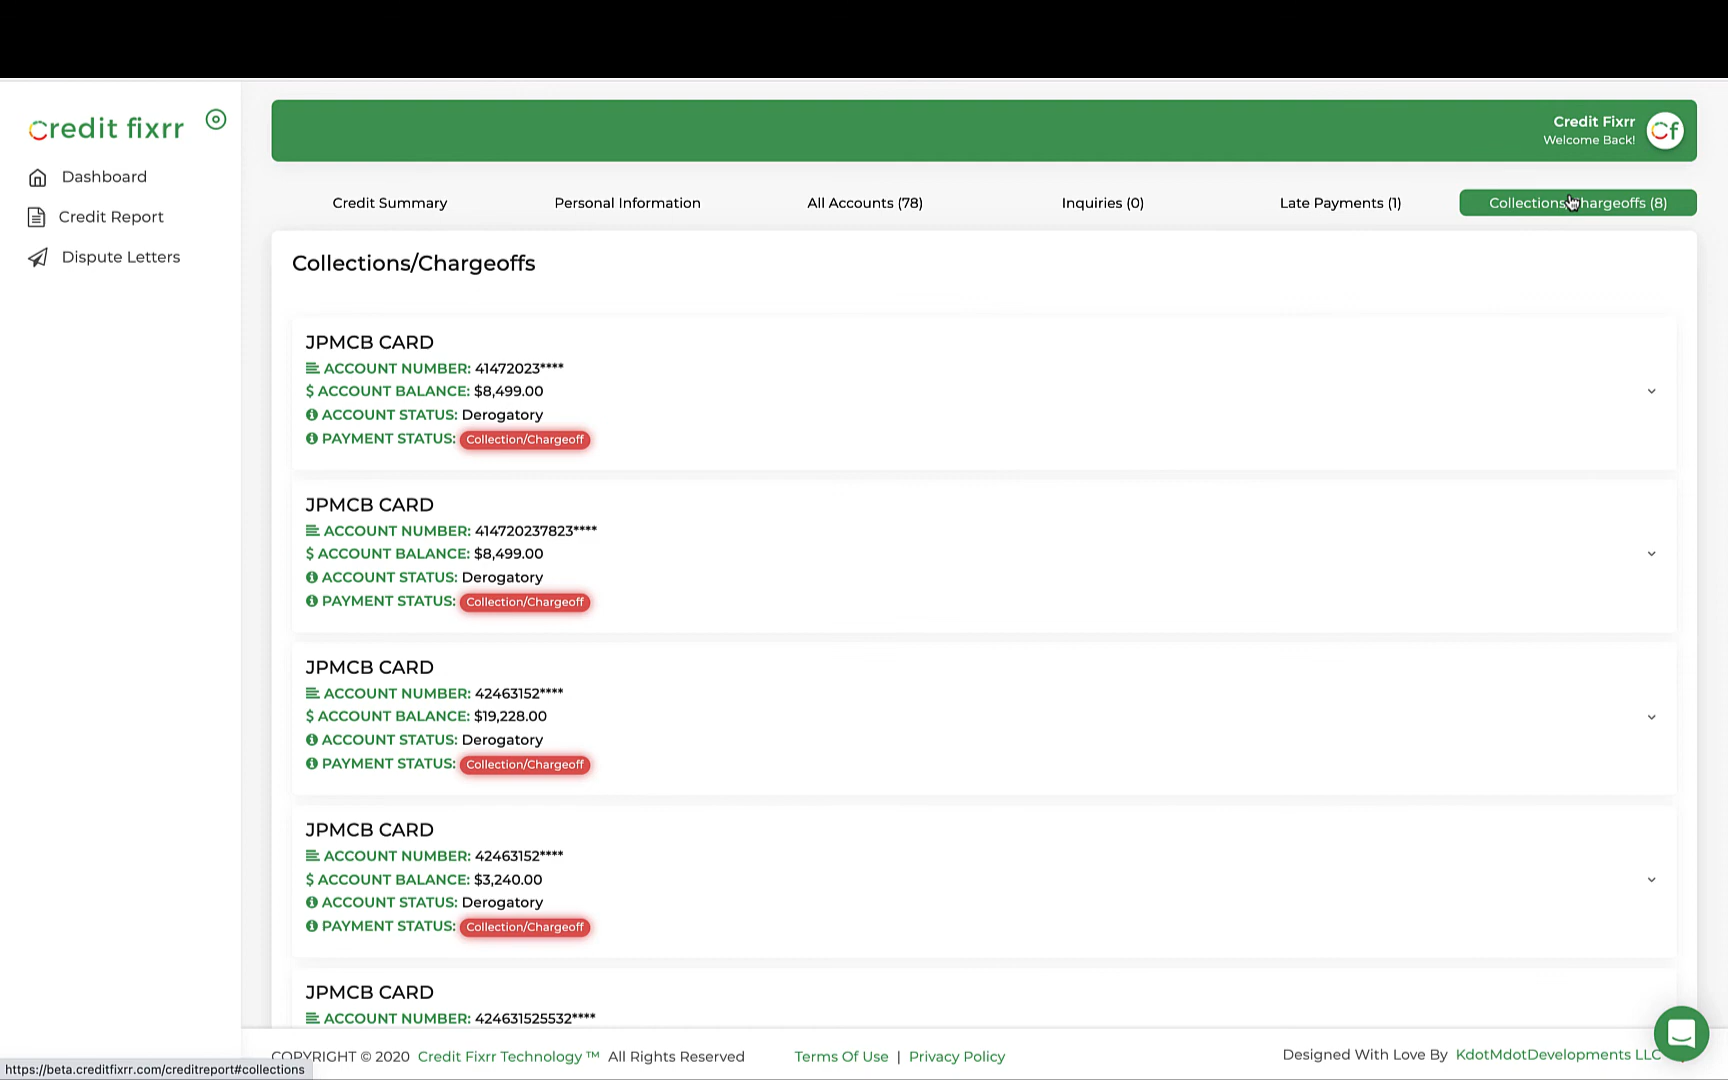 credit fixrr
Dashboard
Credit Report
Dispute Letters
Credit Fixrr
Welcome Back!
Cf
Credit Summary
Personal Information
All Accounts (78)
Inquiries (0)
Late Payments (1)
Collections hargeoffs (8)
Collections/Chargeoffs
JPMCB CARD
ACCOUNT NUMBER: 41472023****
$ ACCOUNT BALANCE: $8,499.00
ACCOUNT STATUS: Derogatory
PAYMENT STATUS: Collection/Chargeoff
JPMCB CARD
ACCOUNT NUMBER: 414720237823****
$ ACCOUNT BALANCE: $8,499.00
ACCOUNT STATUS: Derogatory
PAYMENT STATUS: Collection/Chargeoff
JPMCB CARD
ACCOUNT NUMBER: 42463152****
$ ACCOUNT BALANCE: $19,228.00
ACCOUNT STATUS: Derogatory
PAYMENT STATUS: Collection/Chargeoff
JPMCB CARD
ACCOUNT NUMBER: 42463152****
$ ACCOUNT BALANCE: $3,240.00
ACCOUNT STATUS: Derogatory
PAYMENT STATUS: Collection/Chargeoff
JPMCB CARD
ACCOUNT NUMBER: 424631525532****
COPYRIGHT © 2020 Credit Fixrr Technology ™ All Rights Reserved Terms Of Use | Privacy Policy
Designed With Love By KdotMdotDevelopments LLC
https://beta.creditfixrr.com/creditreport#collections